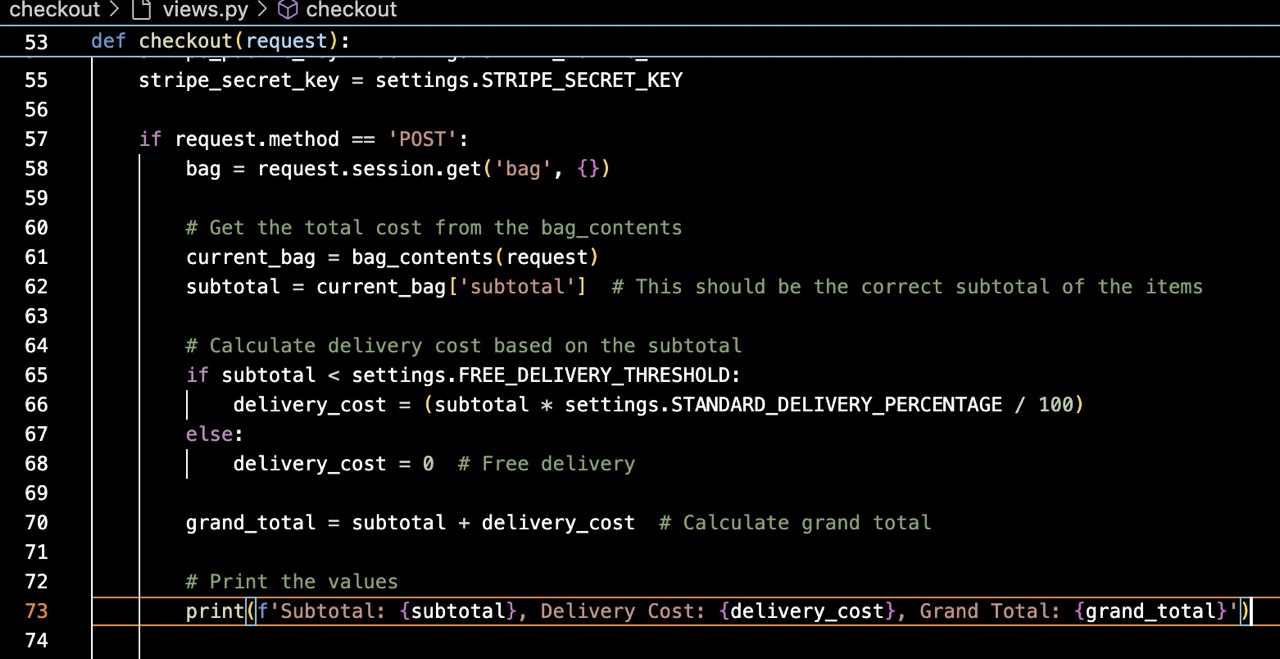 checkout > views.py > checkout
53 def checkout(request):
55 stripe_secret_key = settings.STRIPE_SECRET_KEY
56
57 if request.method == 'POST':
58 bag = request.session.get('bag', {})
59
60 # Get the total cost from the bag_contents
61 current_bag = bag_contents(request)
62 subtotal = current_bag['subtotal'] # This should be the correct subtotal of the items
63
64 # Calculate delivery cost based on the subtotal
65 if subtotal < settings.FREE_DELIVERY_THRESHOLD:
66 delivery_cost = (subtotal * settings.STANDARD_DELIVERY_PERCENTAGE / 100)
67 else:
68 delivery_cost = 0 # Free delivery
69
70 grand_total = subtotal + delivery_cost # Calculate grand total
71
72 # Print the values
73 print(f'Subtotal: {subtotal}, Delivery Cost: {delivery_cost}, Grand Total: {grand_total}')
74